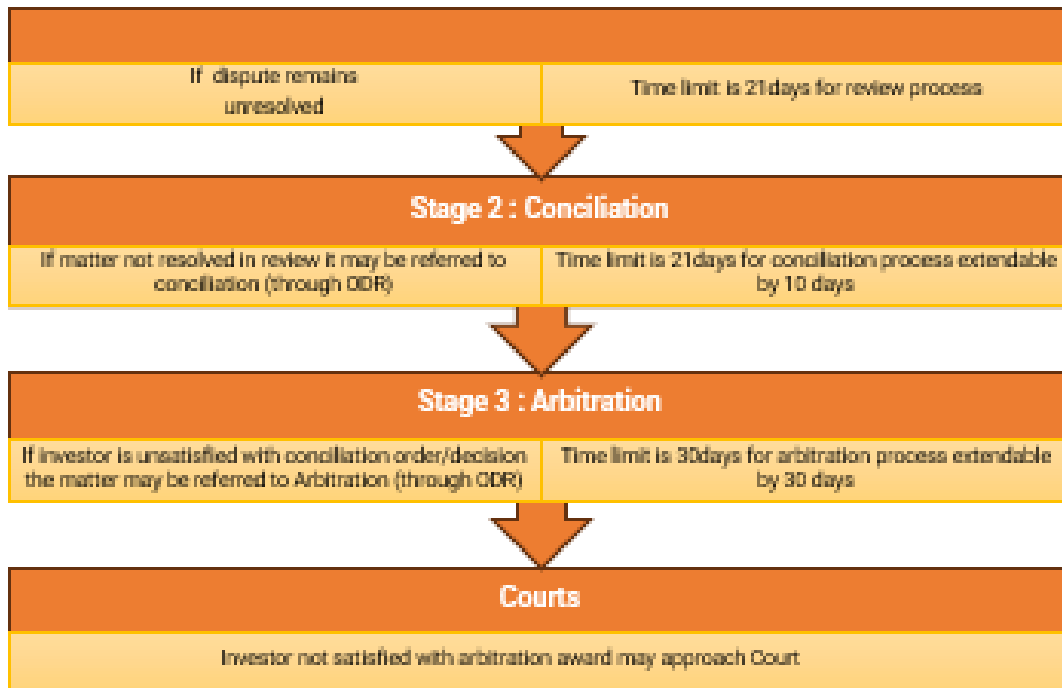 If dispute remains
unresolved
Time limit is 21days for review process
Stage 2 : Conciliation
If matter not resolved in review it may be referred to
conciliation (through ODR)
Time limit is 21days for conciliation process extendable
by 10 days
Stage 3 : Arbitration
If investor is unsatisfied with conciliation order/decision
the matter may be referred to Arbitration (through ODR)
Time limit is 30days for arbitration process extendable
by 30 days
Courts
Investor not satisfied with arbitration award may approach Court